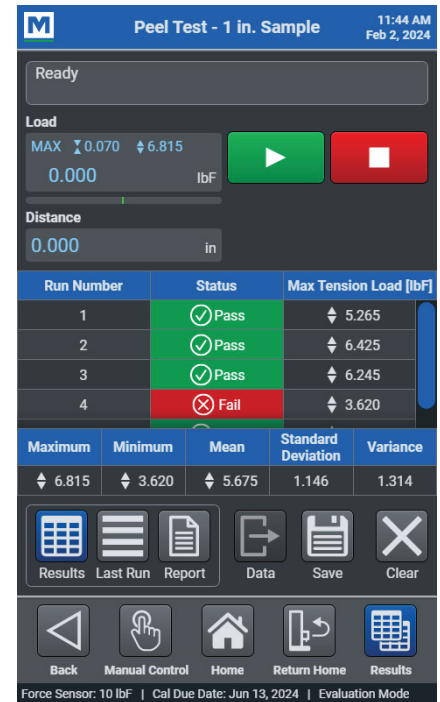 M
Peel Test - 1 in. Sample
11:44 AM
Feb 2, 2024
Ready
Load
MAX 0.070 6.815
0.000 lbF
Distance
0.000 in
Run Number Status Max Tension Load [lbF]
1 Pass 5.265
2 Pass 6.425
3 Pass 6.245
4 Fail 3.620
Maximum Minimum Mean Standard Deviation Variance
6.815 3.620 5.675 1.146 1.314
Results Last Run Report Data Save Clear
Back Manual Control Home Return Home Results
Force Sensor: 10 lbF | Cal Due Date: Jun 13, 2024 | Evaluation Mode